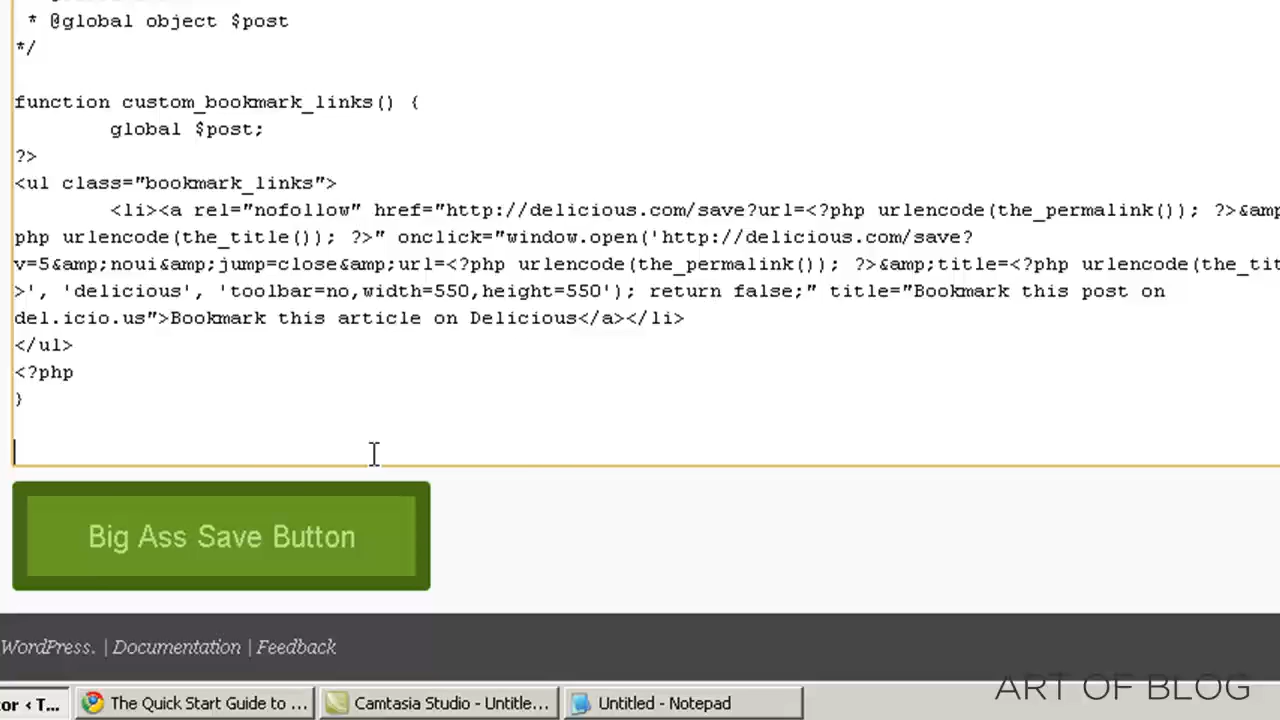 * @global object $post
*/
function custom_bookmark_links() {
global $post;
?>
<ul class="bookmark_links">
<li><a rel="nofollow" href="http://delicious.com/save?url=<?php urlencode(the_permalink()); ?>&amp
php urlencode(the_title()); ?>" onclick="window.open('http://delicious.com/save?
v=5&amp;noui&amp;jump=close&amp;url=<?php urlencode(the_permalink()); ?>&amp;title=<?php urlencode(the_tit
>', 'delicious', 'toolbar=no,width=550,height=550'); return false;" title="Bookmark this post on
del.icio.us">Bookmark this article on Delicious</a></li>
</ul>
<?php
}
Big Ass Save Button
WordPress. | Documentation | Feedback
or ‹ T... The Quick Start Guide to ... Camtasia Studio - Untitle... Untitled - Notepad
ART OF BLOG